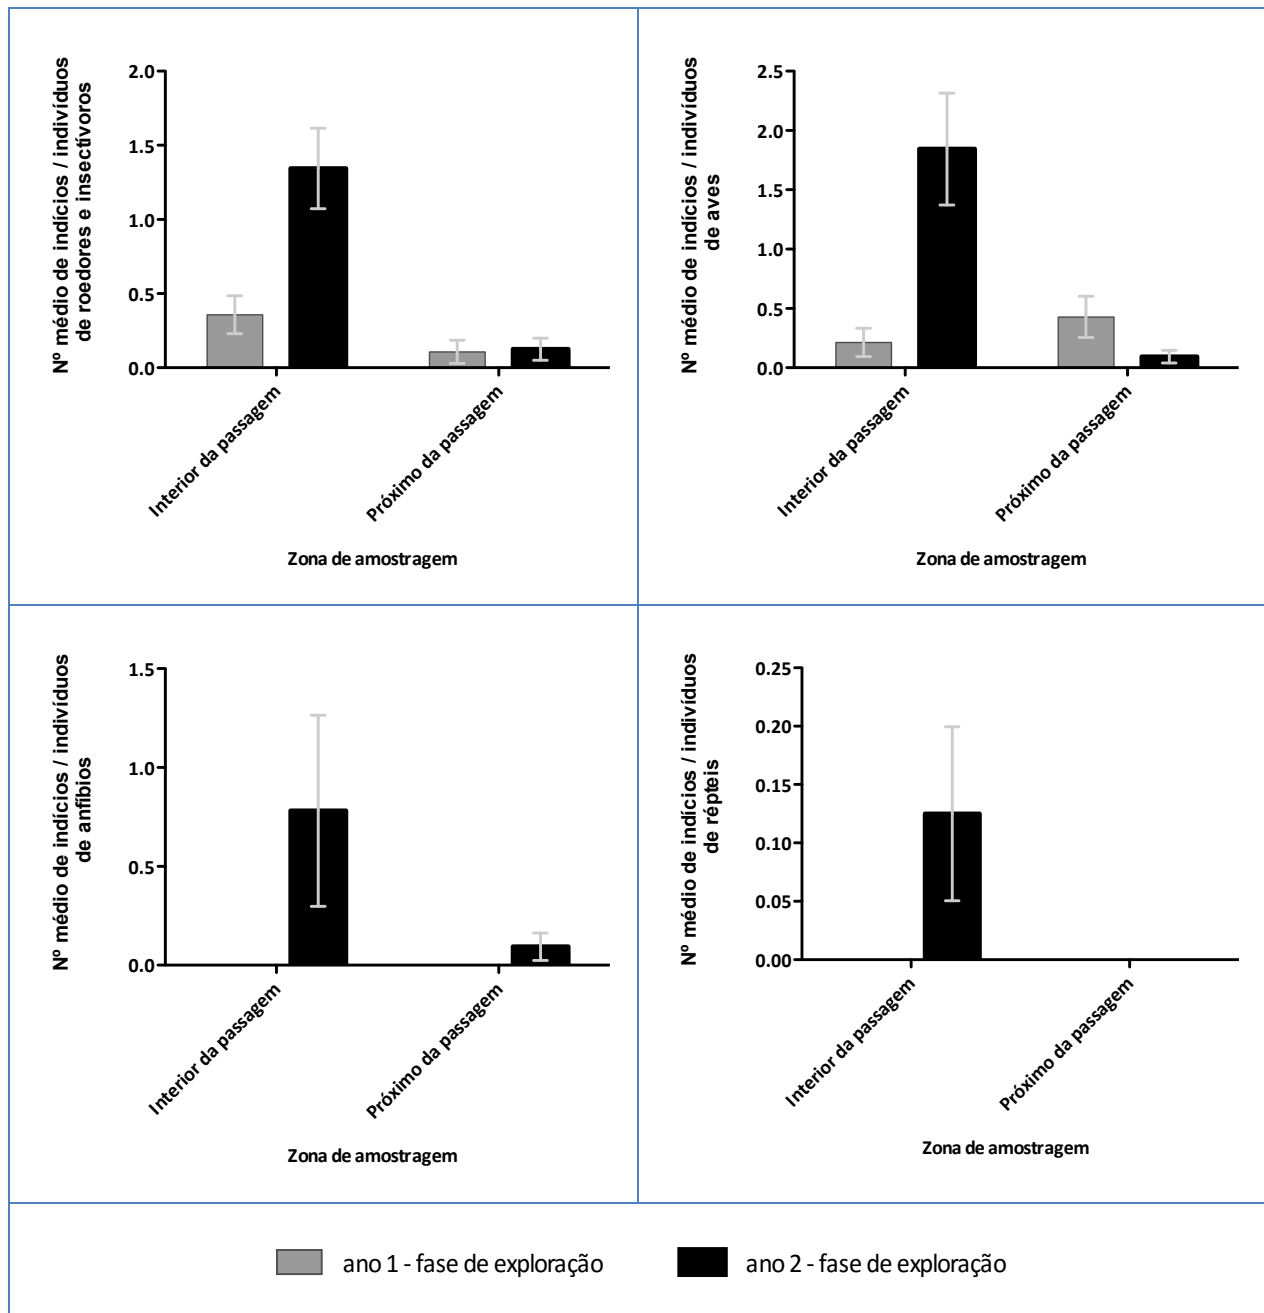 Nº médio de indícios / indivíduos
de roedores e insectívoros
2.0
1.5
1.0
0.5
0.0
Interior da passagem
Próximo da passagem
Zona de amostragem
Nº médio de indícios / indivíduos
de aves
2.5
2.0
1.5
1.0
0.5
0.0
Interior da passagem
Próximo da passagem
Zona de amostragem
Nº médio de indícios / indivíduos
de anfíbios
1.5
1.0
0.5
0.0
Interior da passagem
Próximo da passagem
Zona de amostragem
Nº médio de indícios / indivíduos
de répteis
0.25
0.20
0.15
0.10
0.05
0.00
Interior da passagem
Próximo da passagem
Zona de amostragem
ano 1 - fase de exploração
ano 2 - fase de exploração